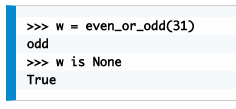 >>> w = even_or_odd(31)
odd
>>> w is None
True